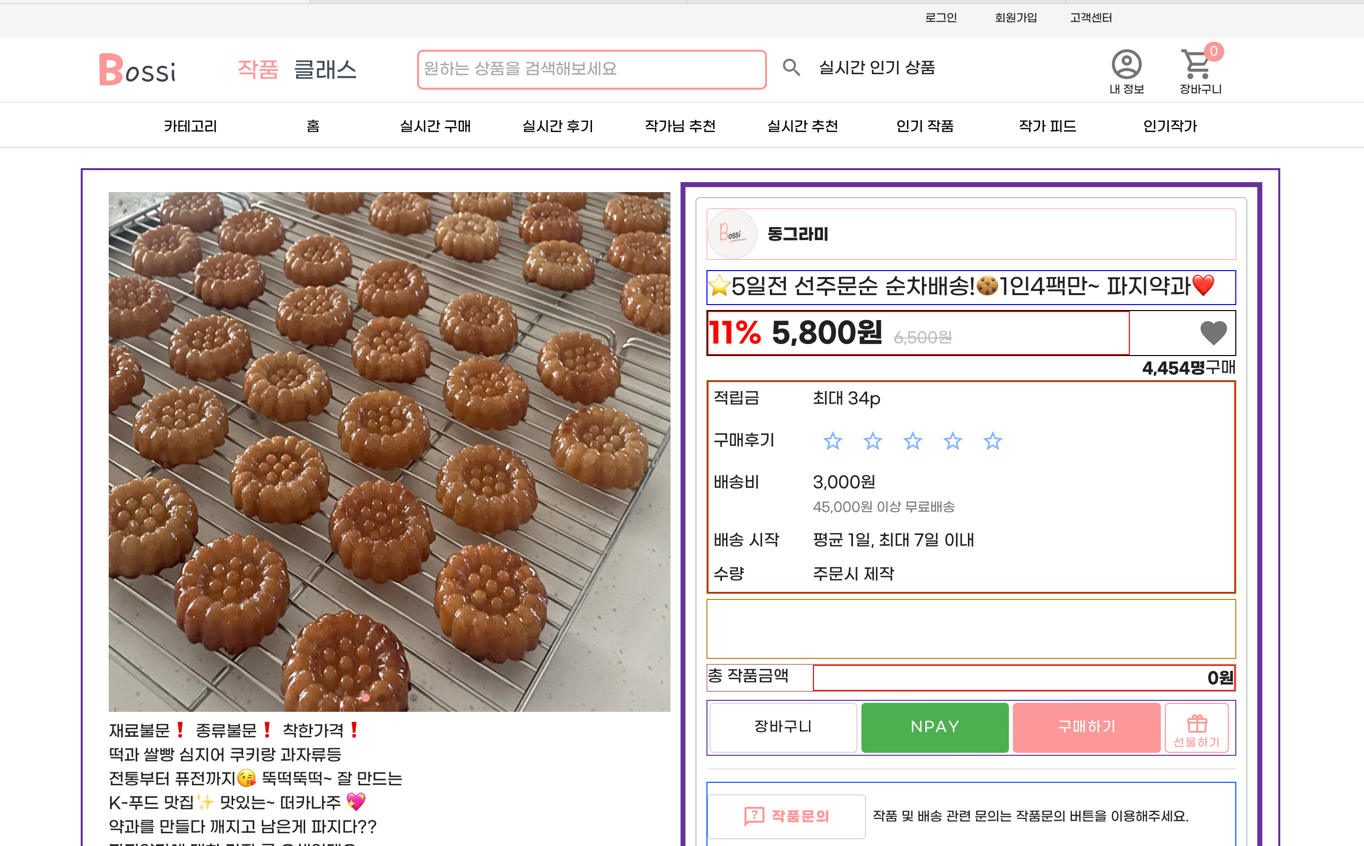 로그인 회원가입 고객센터
Bossi 작품 클래스 원하는 상품을 검색해보세요 실시간 인기 상품 내 정보 0 장바구니
카테고리 홈 실시간 구매 실시간 후기 작가님 추천 실시간 추천 인기 작품 작가 피드 인기작가
Bossi 동그라미
⭐5일전 선주문순 순차배송!🍪1인4팩만~ 파지약과❤️
11% 5,800원 6,500원
4,454명구매
적립금 최대 34p
구매후기
배송비 3,000원
45,000원 이상 무료배송
배송 시작 평균 1일, 최대 7일 이내
수량 주문시 제작
총 작품금액 0원
장바구니 NPAY 구매하기 선물하기
작품문의 작품 및 배송 관련 문의는 작품문의 버튼을 이용해주세요.
재료불문❗ 종류불문❗ 착한가격❗
떡과 쌀빵 심지어 쿠키랑 과자류등
전통부터 퓨전까지😘 뚝떡뚝떡~ 잘 만드는
K-푸드 맛집✨ 맛있는~ 떠카나주 💖
약과를 만들다 깨지고 남은게 파지다??